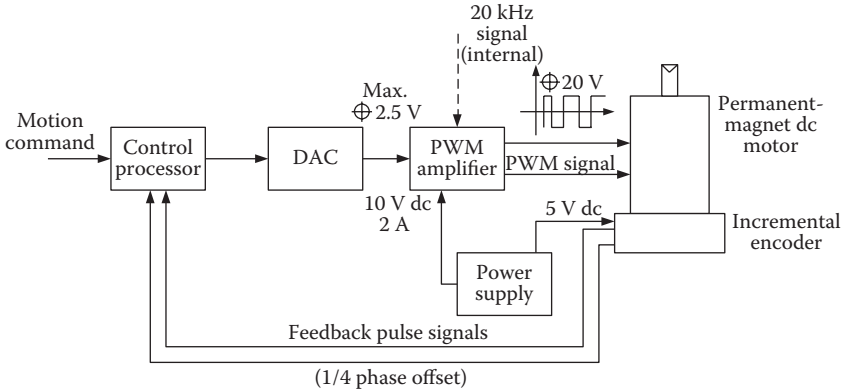 20 kHz
signal
(internal)
⌽ 20 V
Max.
⌽ 2.5 V
Permanent-
magnet dc
motor
Motion
command
Control
processor
DAC
PWM
amplifier
PWM signal
10 V dc
2 A
5 V dc
Incremental
encoder
Power
supply
Feedback pulse signals
(1/4 phase offset)